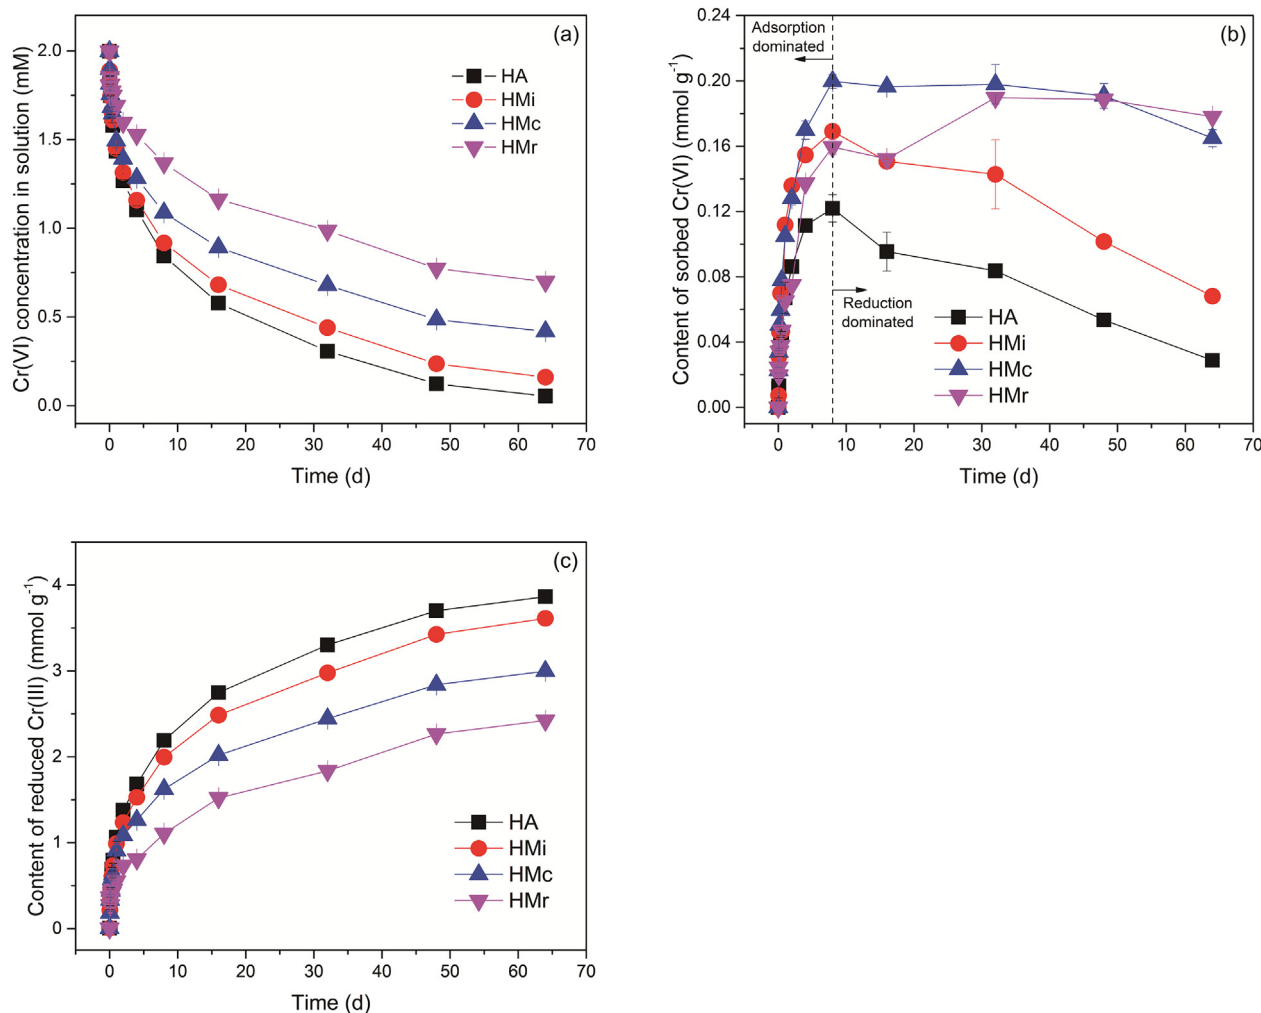 (a)
2.0
1.5
1.0
0.5
0.0
Cr(VI) concentration in solution (mM)
HA
HMi
HMc
HMr
0 10 20 30 40 50 60 70
Time (d)
(b)
0.24
0.20
0.16
0.12
0.08
0.04
0.00
Content of sorbed Cr(VI) (mmol g⁻¹)
Adsorption
dominated
Reduction
dominated
HA
HMi
HMc
HMr
0 10 20 30 40 50 60 70
Time (d)
(c)
4
3
2
1
0
Content of reduced Cr(III) (mmol g⁻¹)
HA
HMi
HMc
HMr
0 10 20 30 40 50 60 70
Time (d)